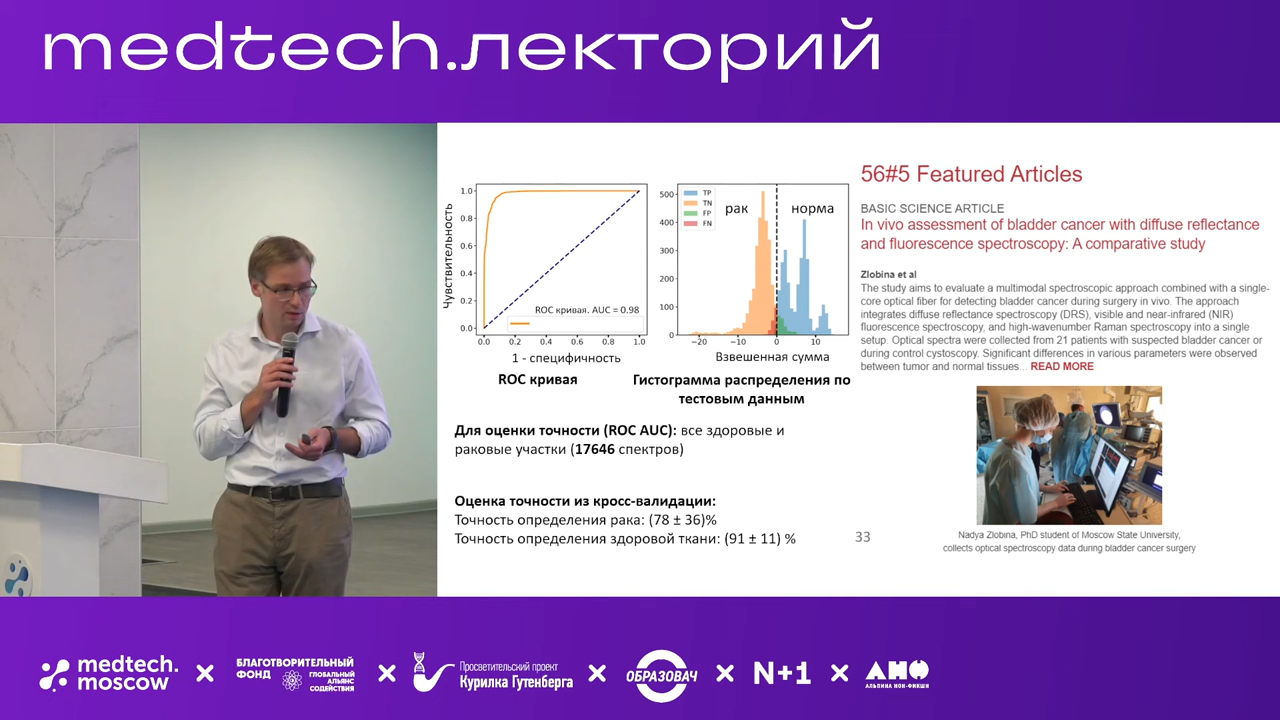 medtech.лекторий
1.0
0.8
0.6
0.4
0.2
0.0
0.0
0.2
0.4
0.6
0.8
1.0
Чувствительность
ROC кривая. AUC = 0.98
1 - специфичность
ROC кривая
500
400
300
200
100
0
−20
−10
0
10
TP
TN
FP
FN
рак
норма
Взвешенная сумма
Гистограмма распределения по
тестовым данным
Для оценки точности (ROC AUC): все здоровые и
раковые участки (17646 спектров)
Оценка точности из кросс-валидации:
Точность определения рака: (78 ± 36)%
Точность определения здоровой ткани: (91 ± 11) %
33
56#5 Featured Articles
BASIC SCIENCE ARTICLE
In vivo assessment of bladder cancer with diffuse reflectance
and fluorescence spectroscopy: A comparative study
Zlobina et al
The study aims to evaluate a multimodal spectroscopic approach combined with a single-
core optical fiber for detecting bladder cancer during surgery in vivo. The approach
integrates diffuse reflectance spectroscopy (DRS), visible and near-infrared (NIR)
fluorescence spectroscopy, and high-wavenumber Raman spectroscopy into a single
setup. Optical spectra were collected from 21 patients with suspected bladder cancer or
during control cystoscopy. Significant differences in various parameters were observed
between tumor and normal tissues... READ MORE
Nadya Zlobina, PhD student of Moscow State University,
collects optical spectroscopy data during bladder cancer surgery
medtech.
moscow
×
БЛАГОТВОРИТЕЛЬНЫЙ
ФОНД
ГЛОБАЛЬНЫЙ
АЛЬЯНС
СОДЕЙСТВИЯ
×
Просветительский проект
Курилка Гутенберга
×
ОБРАЗОВАЧ
×
N+1
×
АНФ
АЛЬПИНА НОН-ФИКШН